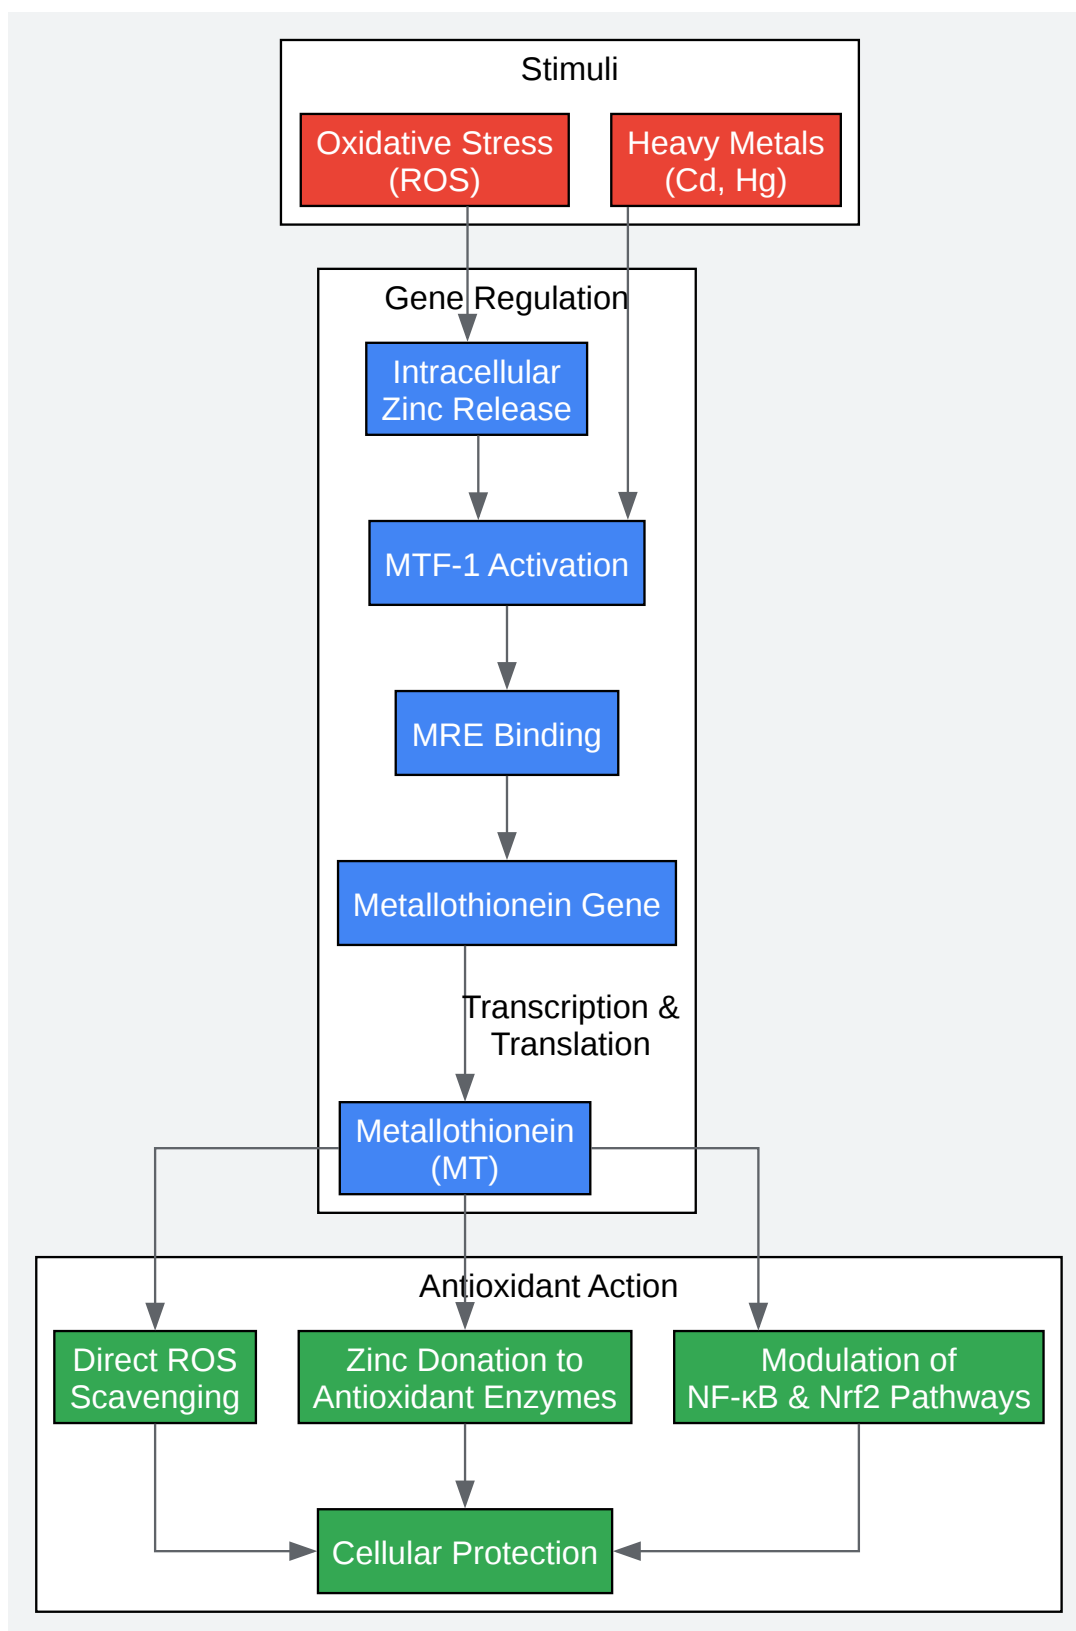 Stimuli
Oxidative Stress
(ROS)
Heavy Metals
(Cd, Hg)
Gene Regulation
Intracellular
Zinc Release
MTF-1 Activation
MRE Binding
Metallothionein Gene
Transcription &
Translation
Metallothionein
(MT)
Antioxidant Action
Direct ROS
Scavenging
Zinc Donation to
Antioxidant Enzymes
Modulation of
NF-κB & Nrf2 Pathways
Cellular Protection